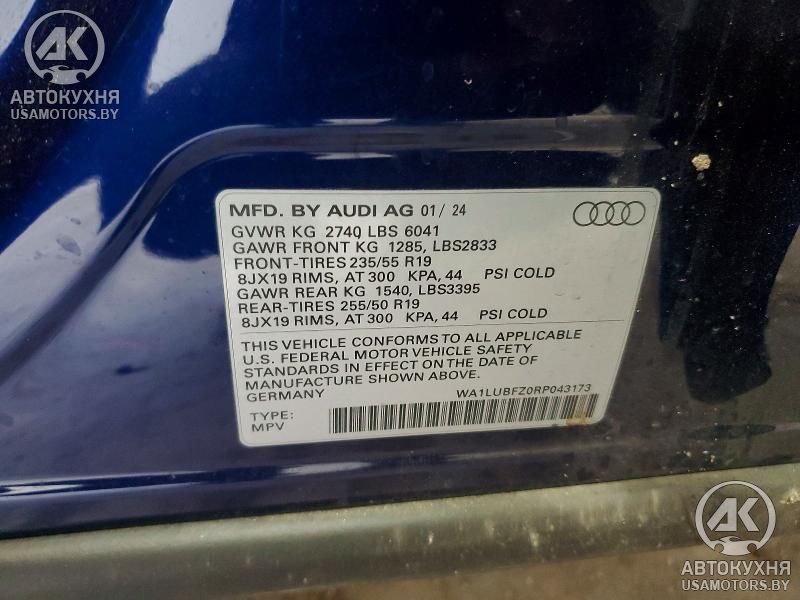 AK
АВТОКУХНЯ
USAMOTORS.BY
MFD. BY AUDI AG 01/ 24
GVWR KG 2740 LBS 6041
GAWR FRONT KG 1285, LBS2833
FRONT-TIRES 235/55 R19
8JX19 RIMS, AT 300 KPA, 44 PSI COLD
GAWR REAR KG 1540, LBS3395
REAR-TIRES 255/50 R19
8JX19 RIMS, AT 300 KPA, 44 PSI COLD
THIS VEHICLE CONFORMS TO ALL APPLICABLE
U.S. FEDERAL MOTOR VEHICLE SAFETY
STANDARDS IN EFFECT ON THE DATE OF
MANUFACTURE SHOWN ABOVE.
GERMANY WA1LUBFZ0RP043173
TYPE:
MPV
AK
АВТОКУХНЯ
USAMOTORS.BY